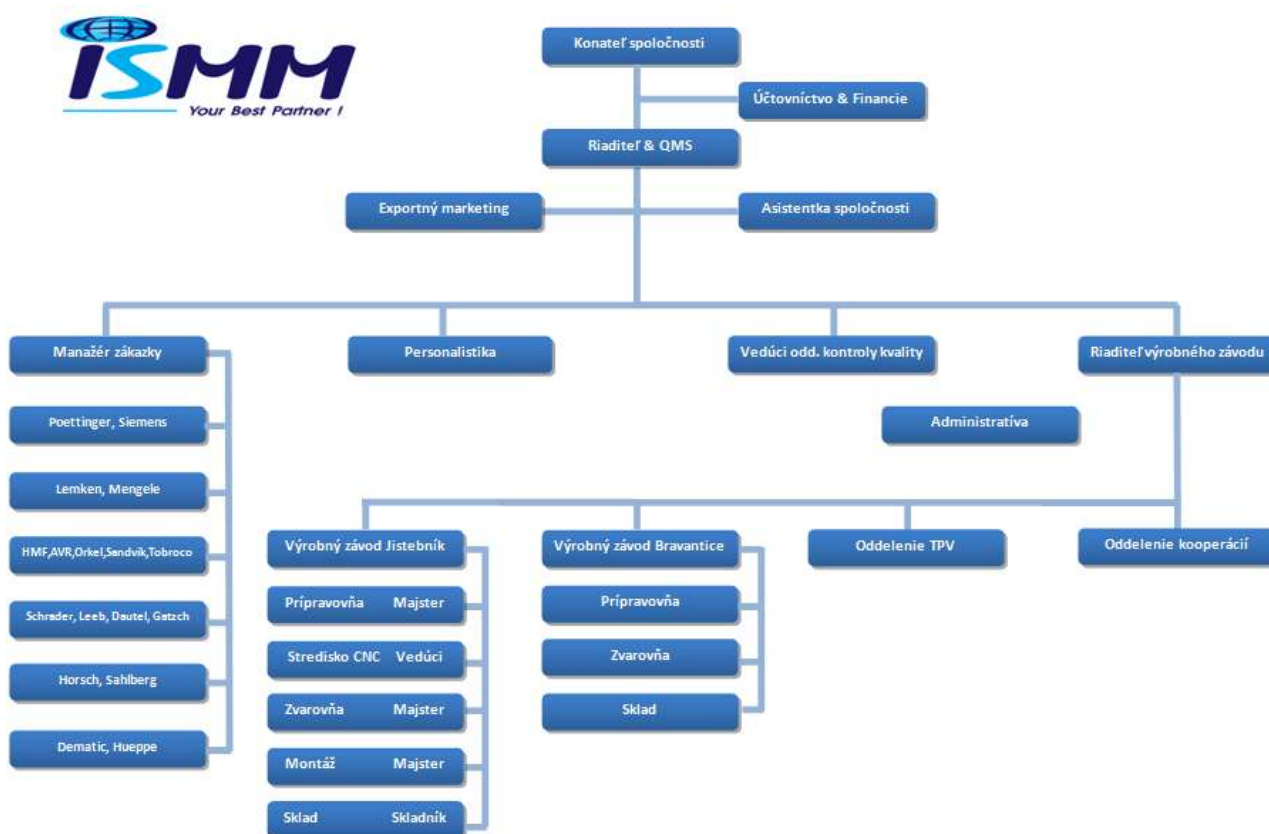 ISMM
Your Best Partner !
Konateľ spoločnosti
Účtovníctvo & Financie
Riaditeľ & QMS
Exportný marketing
Asistentka spoločnosti
Manažér zákazky
Personalistika
Vedúci odd. kontroly kvality
Riaditeľ výrobného závodu
Poettinger, Siemens
Administratíva
Lemken, Mengele
HMF,AVR,Orkel,Sandvik,Tobroco
Výrobný závod Jistebník
Výrobný závod Bravantice
Oddelenie TPV
Oddelenie kooperácií
Schrader, Leeb, Dautel, Gatzch
Prípravovňa Majster
Prípravovňa
Horsch, Sahlberg
Stredisko CNC Vedúci
Zvarovňa
Dematic, Hueppe
Zvarovňa Majster
Sklad
Montáž Majster
Sklad Skladník